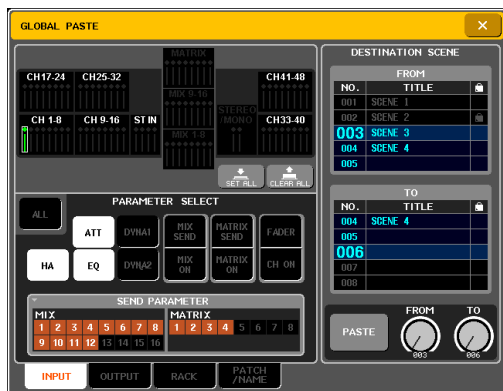 GLOBAL PASTE
MATRIX
CH17-24 CH25-32 CH41-48
MIX 9-16
CH 1-8 CH 9-16 ST IN STEREO MONO CH33-40
MIX 1-8
SET ALL CLEAR ALL
PARAMETER SELECT
ALL
ATT DYNA1 MIX SEND MATRIX SEND FADER
HA EQ DYNA2 MIX ON MATRIX ON CH ON
SEND PARAMETER
MIX MATRIX
1 2 3 4 5 6 7 8 1 2 3 4 5 6 7 8
9 10 11 12 13 14 15 16
INPUT OUTPUT RACK PATCH /NAME
DESTINATION SCENE
FROM
NO. TITLE
001 SCENE 1
002 SCENE 2
003 SCENE 3
004 SCENE 4
005
TO
NO. TITLE
004 SCENE 4
005
006
007
008
PASTE FROM TO
003 006